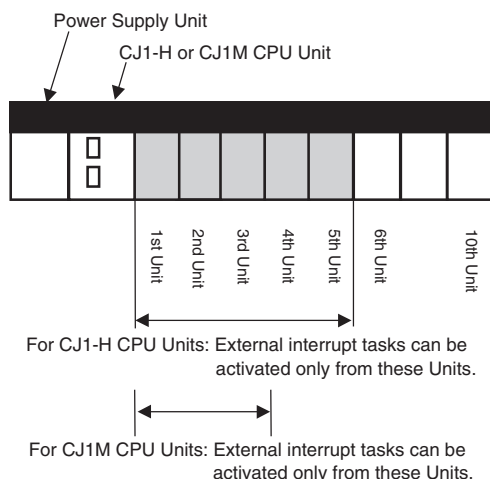 Power Supply Unit
CJ1-H or CJ1M CPU Unit
1st Unit
2nd Unit
3rd Unit
4th Unit
5th Unit
6th Unit
10th Unit
For CJ1-H CPU Units: External interrupt tasks can be
activated only from these Units.
For CJ1M CPU Units: External interrupt tasks can be
activated only from these Units.